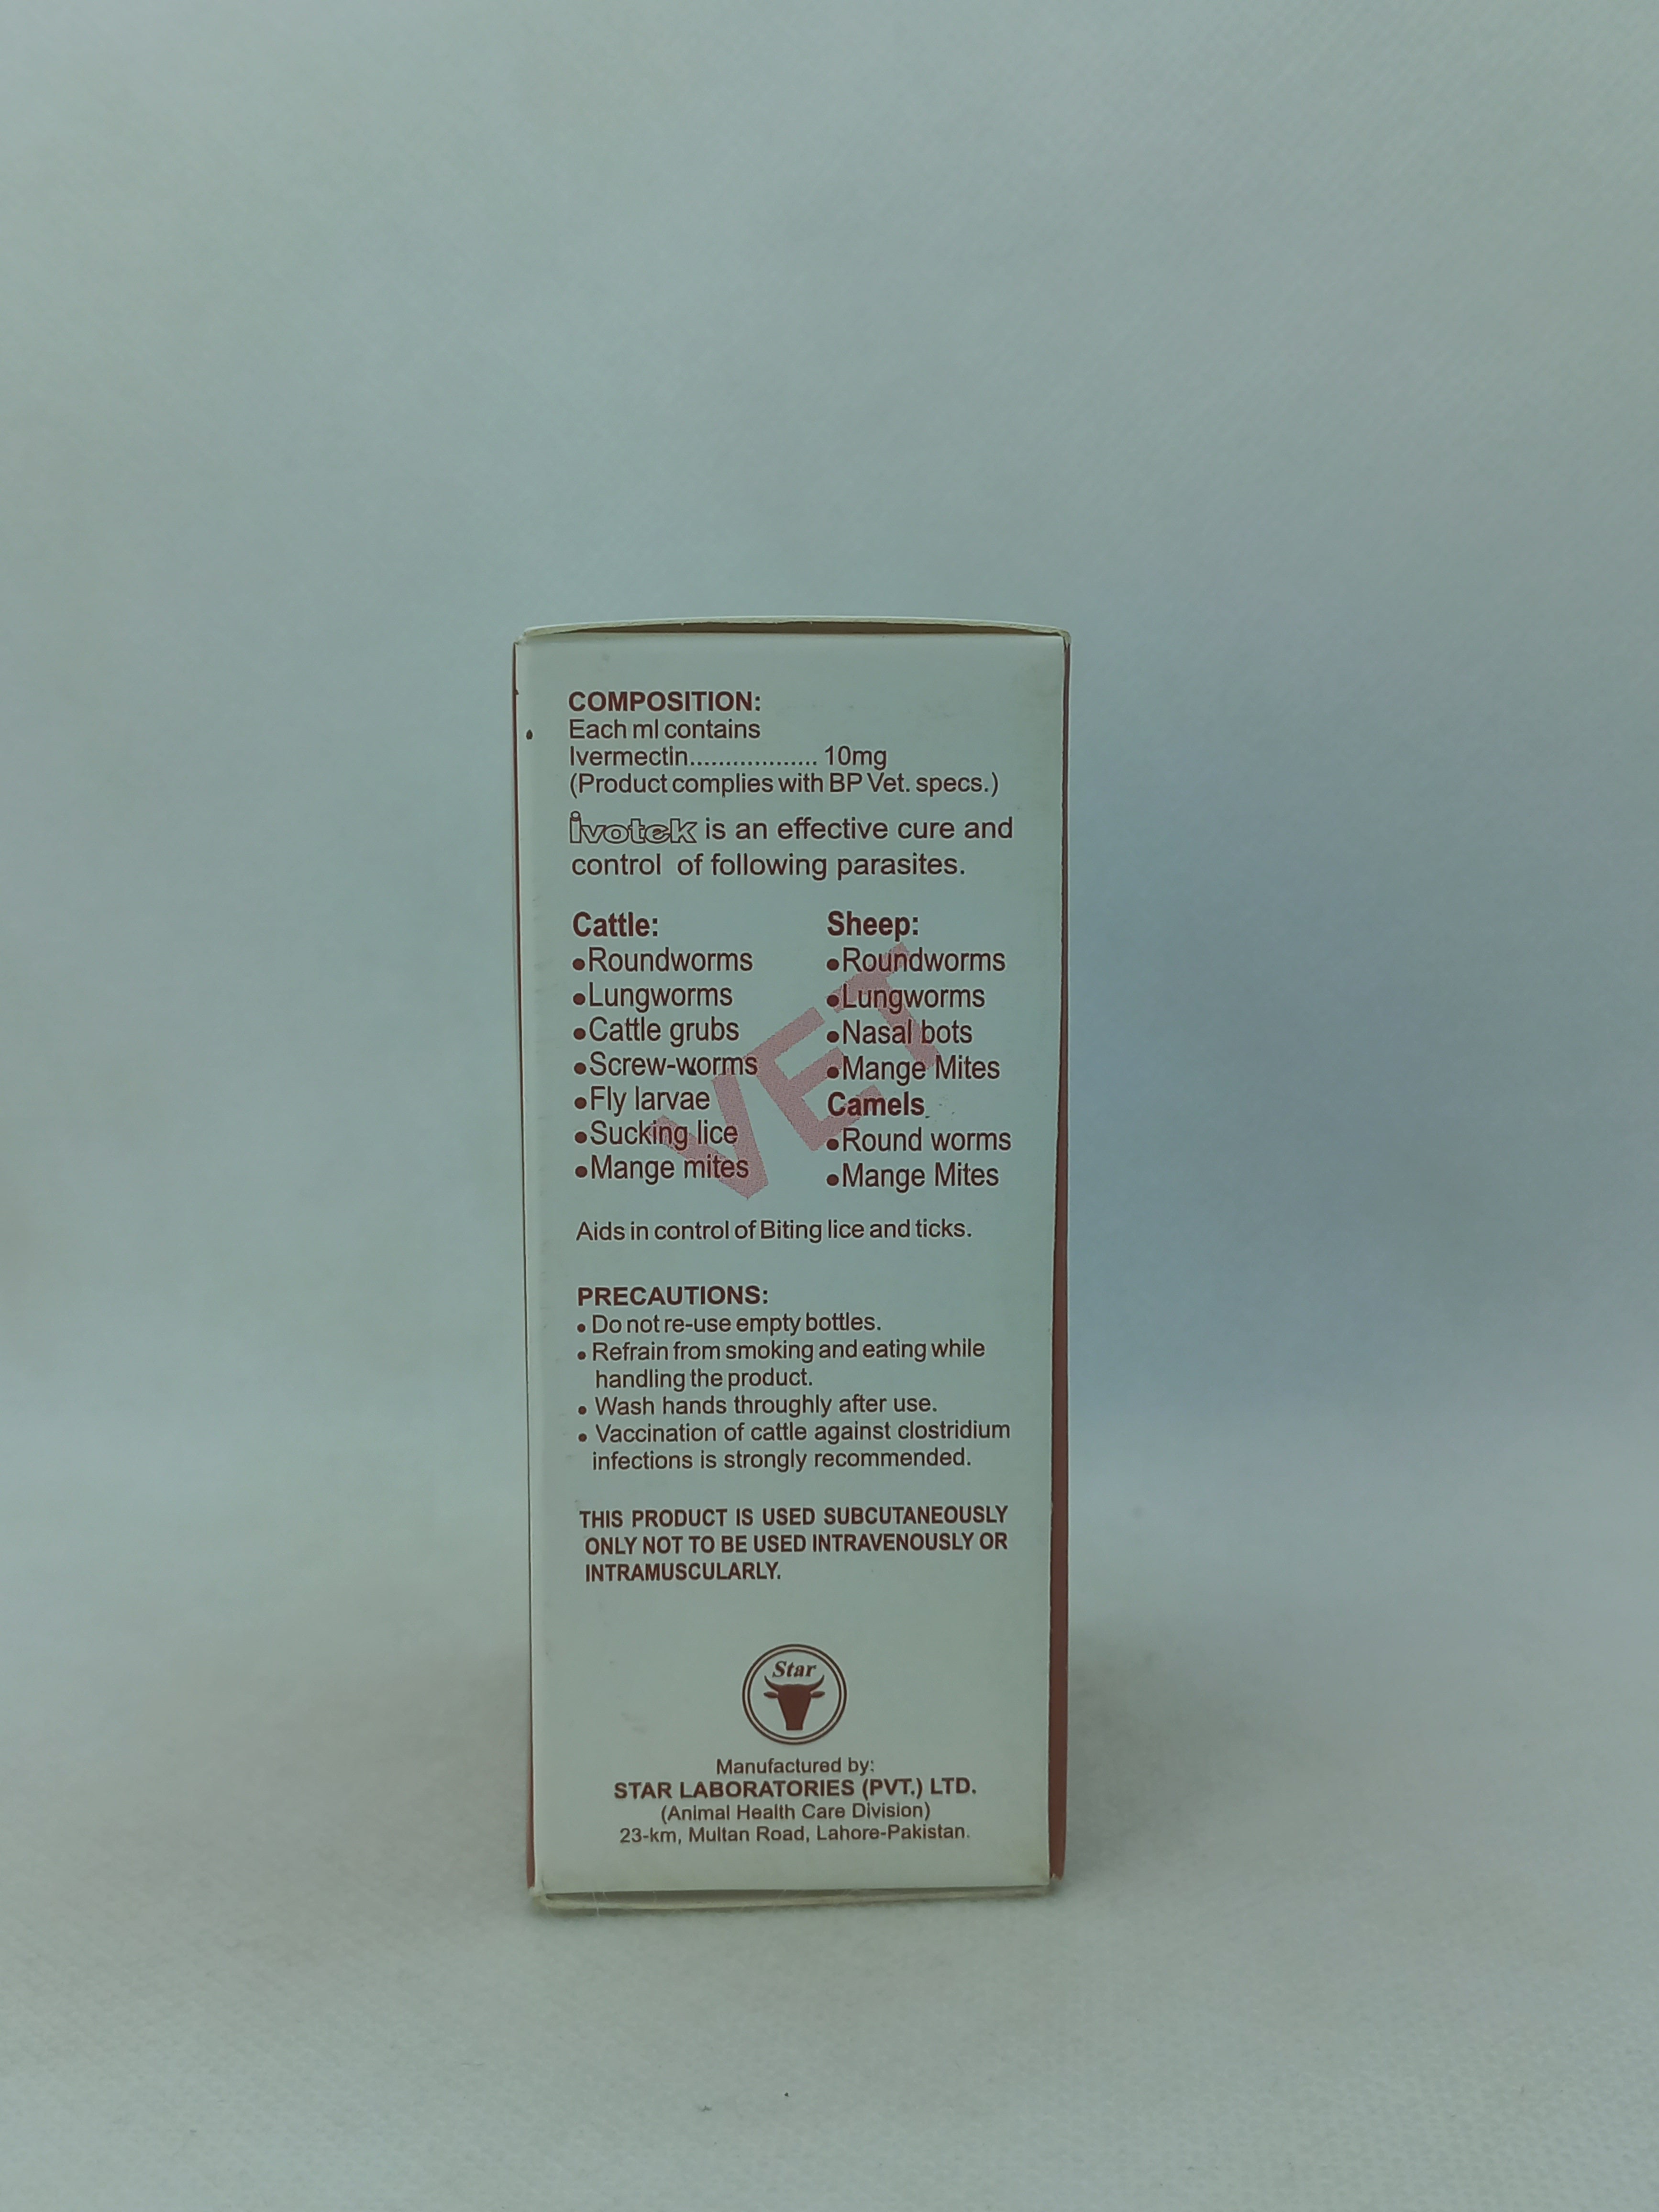 COMPOSITION:
Each ml contains
Ivermectin.................. 10mg
(Product complies with BP Vet. specs.)
ivotek is an effective cure and
control of following parasites.
Cattle:
•Roundworms
•Lungworms
•Cattle grubs
•Screw-worms
•Fly larvae
•Sucking lice
•Mange mites
Sheep:
•Roundworms
•Lungworms
•Nasal bots
•Mange Mites
Camels
•Round worms
•Mange Mites
VET
Aids in control of Biting lice and ticks.
PRECAUTIONS:
• Do not re-use empty bottles.
• Refrain from smoking and eating while
handling the product.
• Wash hands throughly after use.
• Vaccination of cattle against clostridium
infections is strongly recommended.
THIS PRODUCT IS USED SUBCUTANEOUSLY
ONLY NOT TO BE USED INTRAVENOUSLY OR
INTRAMUSCULARLY.
Star
Manufactured by:
STAR LABORATORIES (PVT.) LTD.
(Animal Health Care Division)
23-km, Multan Road, Lahore-Pakistan.